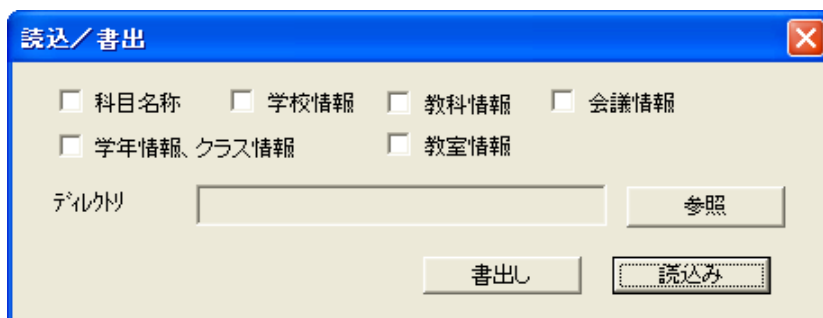 読込／書出
科目名称 学校情報 教科情報 会議情報
学年情報、クラス情報 教室情報
ﾃﾞｨﾚｸﾄﾘ 参照
書出し 読込み